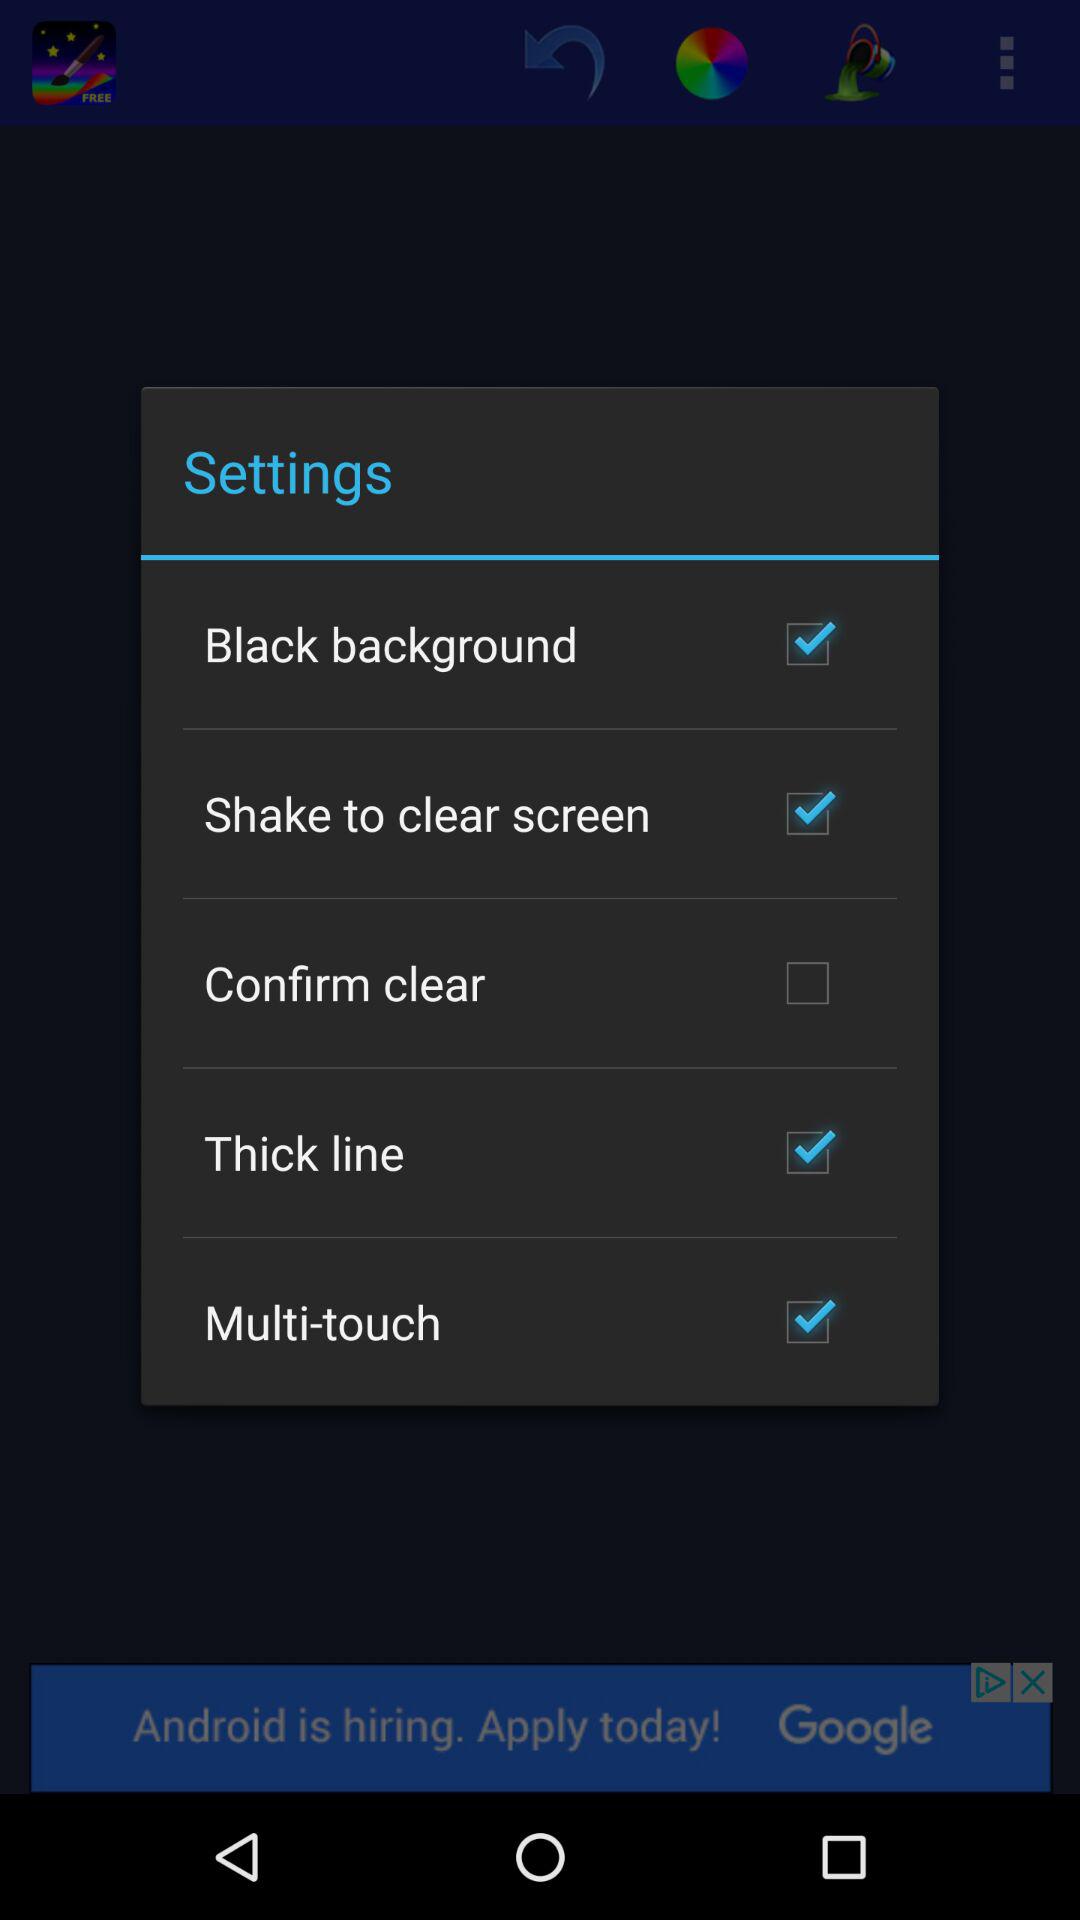 FREE
Settings
Black background
Shake to clear screen
Confirm clear
Thick line
Multi-touch
Android is hiring. Apply today! Google